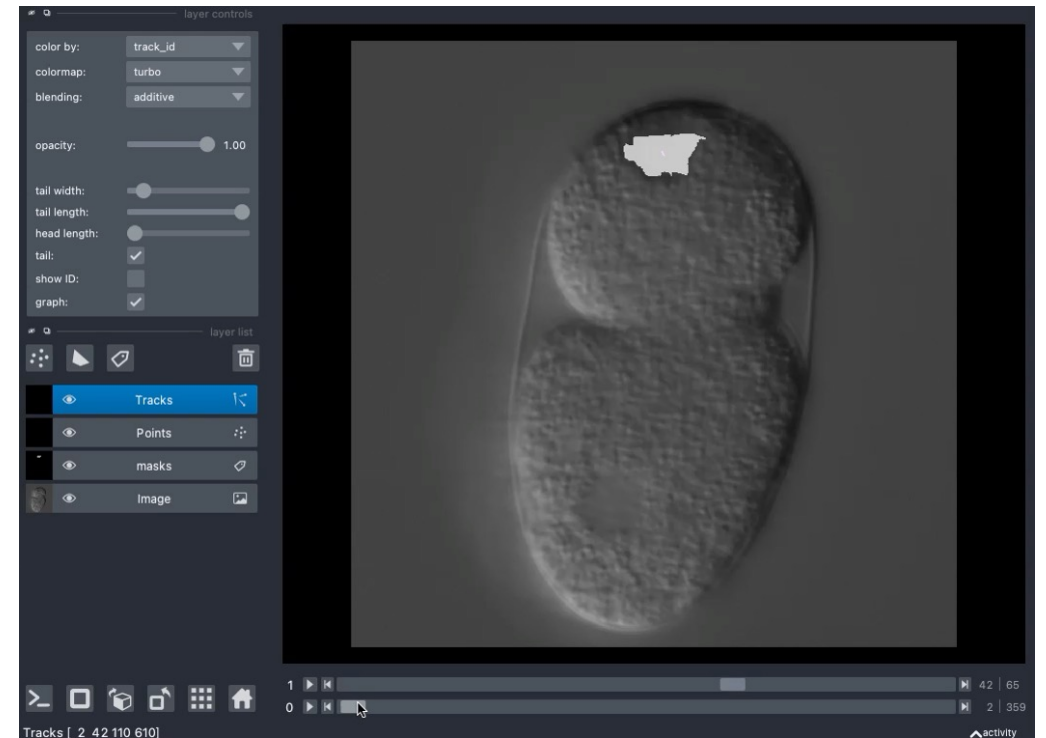 layer controls
color by: track_id
colormap: turbo
blending: additive
opacity: 1.00
tail width:
tail length:
head length:
tail:
show ID:
graph:
layer list
Tracks
Points
masks
Image
1 42 | 65
0 2 | 359
Tracks [ 2 42 110 610]
activity